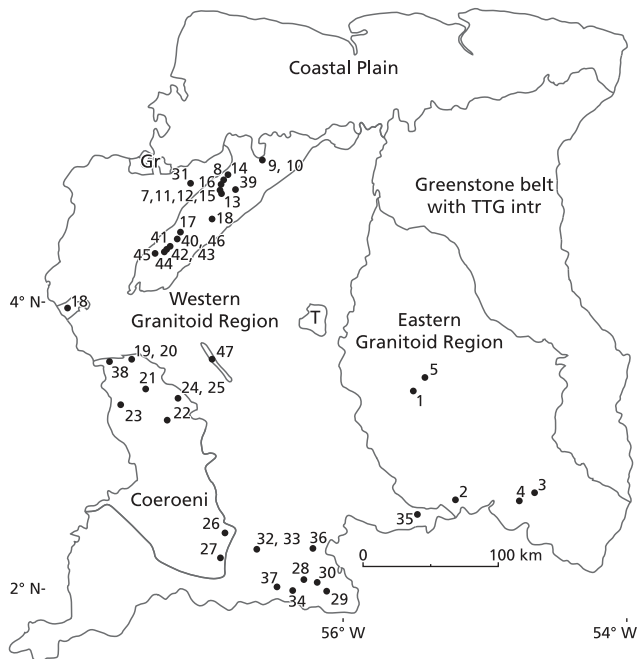 Coastal Plain
Gr
31
8
14
9, 10
16
39
7, 11, 12, 15
13
Greenstone belt
with TTG intr
18
17
41
40, 46
45
42, 43
44
4° N-
18
Western
Granitoid Region
T
Eastern
Granitoid Region
19, 20
47
38
21
24, 25
5
1
23
22
Coeroeni
2
4
3
35
26
32, 33
36
0
100 km
27
28
30
37
2° N-
34
29
56° W
54° W